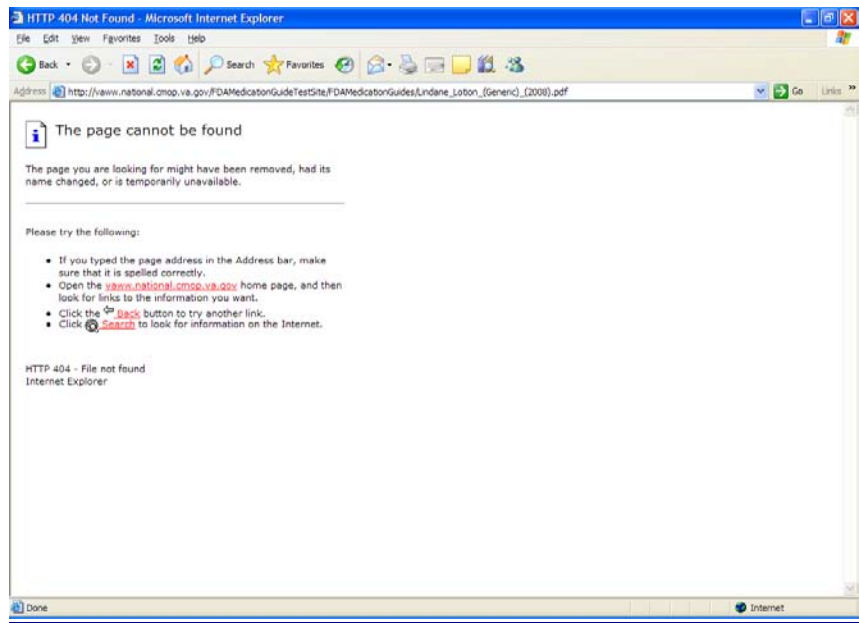 HTTP 404 Not Found - Microsoft Internet Explorer
File Edit View Favorites Tools Help
Back Search Favorites
Address http://vaww.national.cmop.va.gov/FDAMedicationGuideTestSite/FDAMedicationGuides/Lindane_Lotion_(Generic)_(2008).pdf Go Links »
The page cannot be found
The page you are looking for might have been removed, had its
name changed, or is temporarily unavailable.
Please try the following:
• If you typed the page address in the Address bar, make
sure that it is spelled correctly.
• Open the vaww.national.cmop.va.gov home page, and then
look for links to the information you want.
• Click the Back button to try another link.
• Click Search to look for information on the Internet.
HTTP 404 - File not found
Internet Explorer
Done Internet